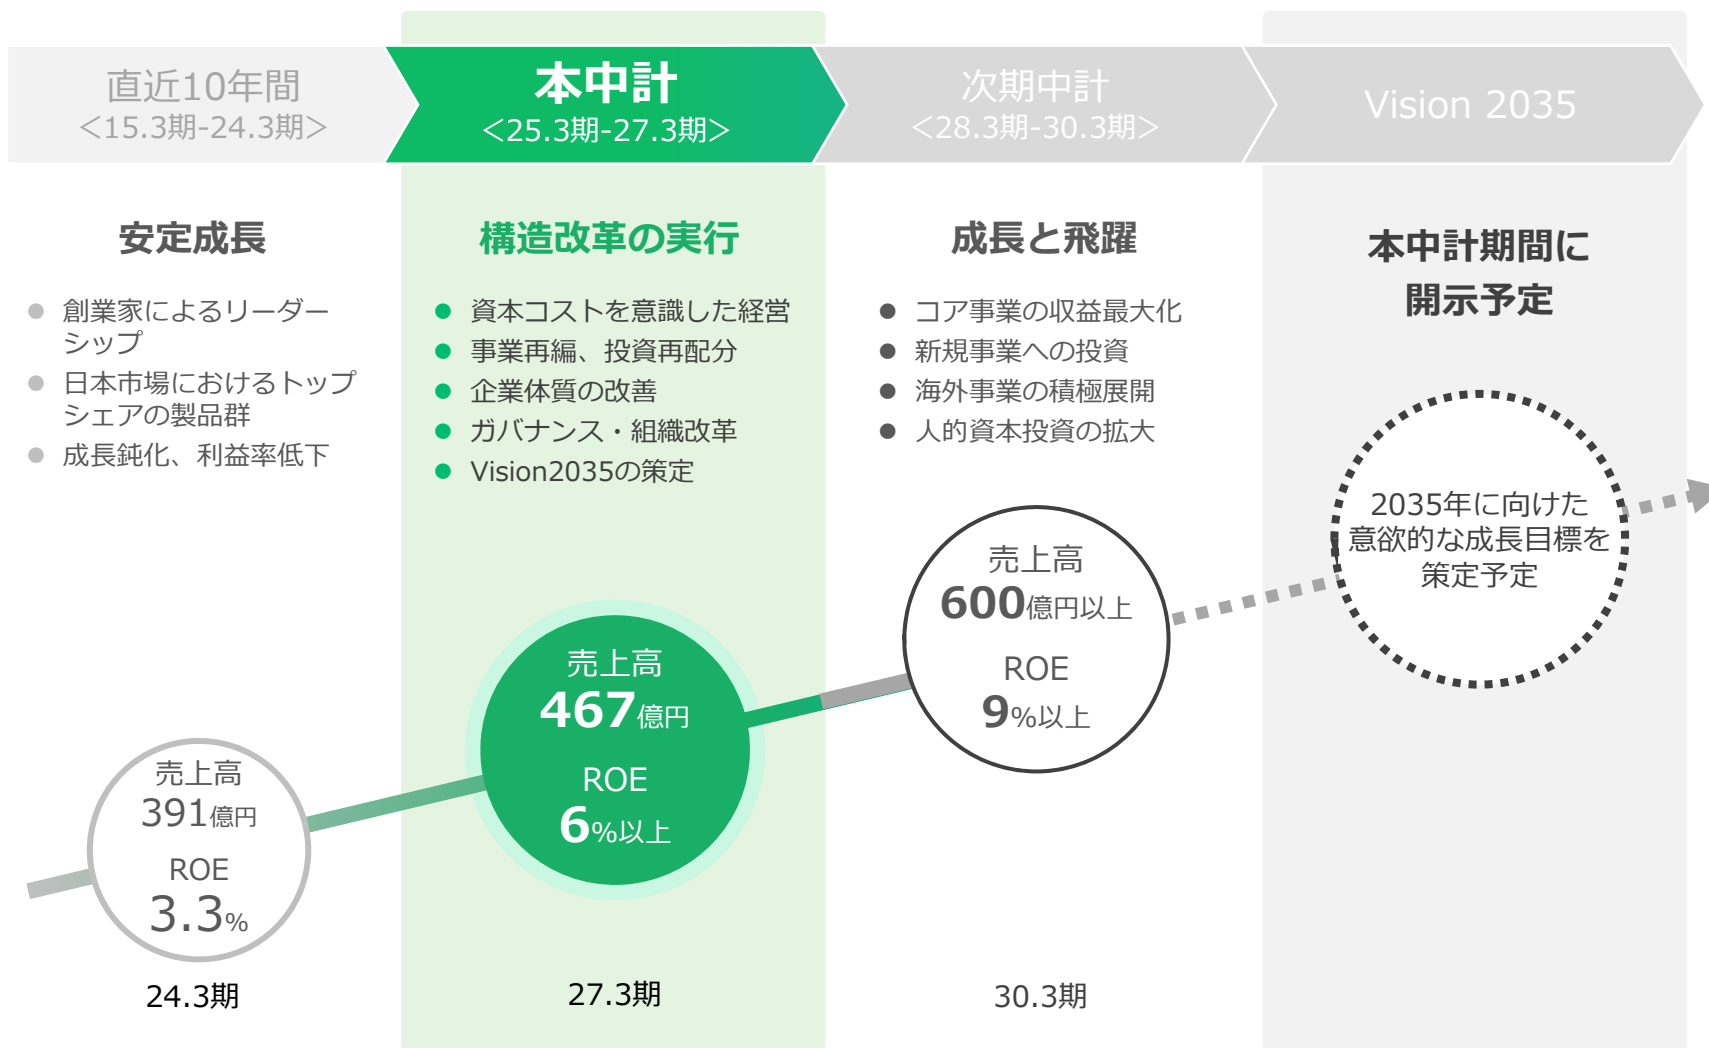 直近10年間
＜15.3期-24.3期＞
本中計
＜25.3期-27.3期＞
次期中計
＜28.3期-30.3期＞
Vision 2035
安定成長
● 創業家によるリーダー
シップ
● 日本市場におけるトップ
シェアの製品群
● 成長鈍化、利益率低下
構造改革の実行
● 資本コストを意識した経営
● 事業再編、投資再配分
● 企業体質の改善
● ガバナンス・組織改革
● Vision2035の策定
成長と飛躍
● コア事業の収益最大化
● 新規事業への投資
● 海外事業の積極展開
● 人的資本投資の拡大
本中計期間に
開示予定
売上高
391億円
ROE
3.3%
24.3期
売上高
467億円
ROE
6%以上
27.3期
売上高
600億円以上
ROE
9%以上
30.3期
2035年に向けた
意欲的な成長目標を
策定予定